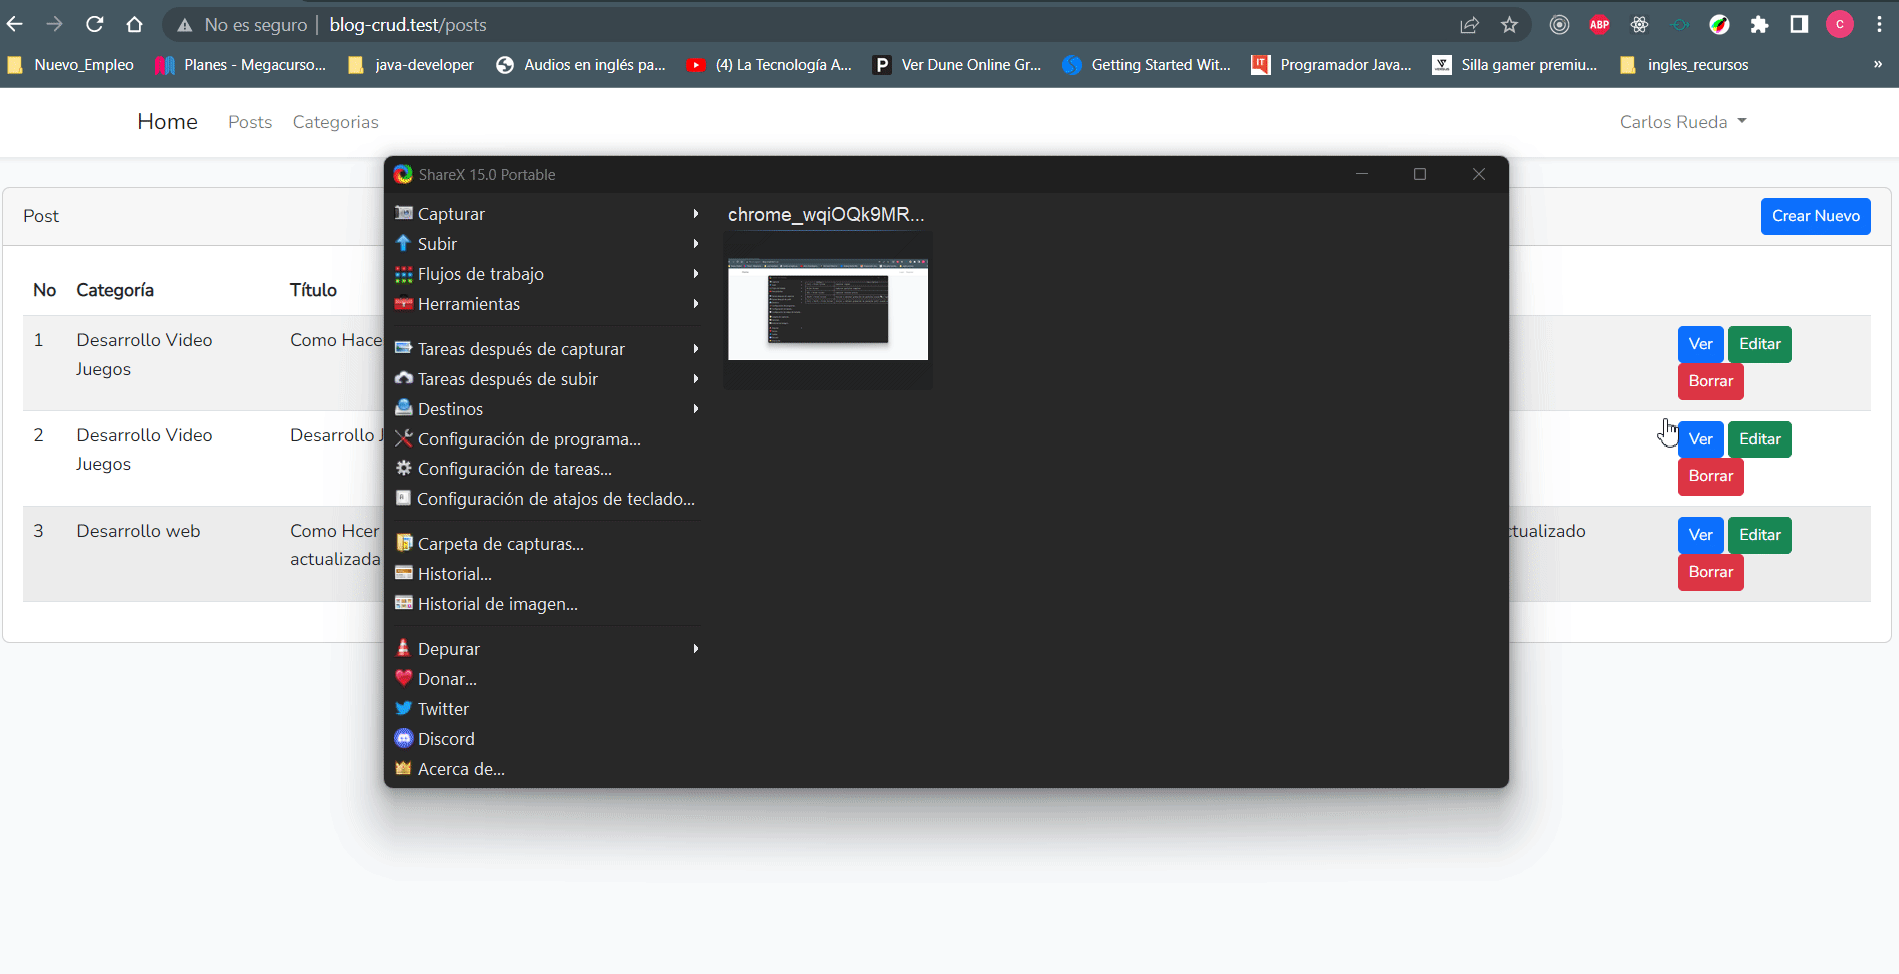 No es seguro | blog-crud.test/posts
ABP
C
Nuevo_Empleo Planes - Megacurso... java-developer Audios en inglés pa... (4) La Tecnología A... Ver Dune Online Gr... Getting Started Wit... Programador Java... Silla gamer premiu... ingles_recursos »
Home Posts Categorias Carlos Rueda
ShareX 15.0 Portable
Post
Crear Nuevo
No Categoría Título
1 Desarrollo Video Juegos Como Hace
Ver Editar
Borrar
2 Desarrollo Video Juegos Desarrollo J
Ver Editar
Borrar
3 Desarrollo web Como Hcer
actualizada
ctualizado
Ver Editar
Borrar
Capturar
Subir
Flujos de trabajo
Herramientas
Tareas después de capturar
Tareas después de subir
Destinos
Configuración de programa...
Configuración de tareas...
Configuración de atajos de teclado...
Carpeta de capturas...
Historial...
Historial de imagen...
Depurar
Donar...
Twitter
Discord
Acerca de...
chrome_wqiOQk9MR...